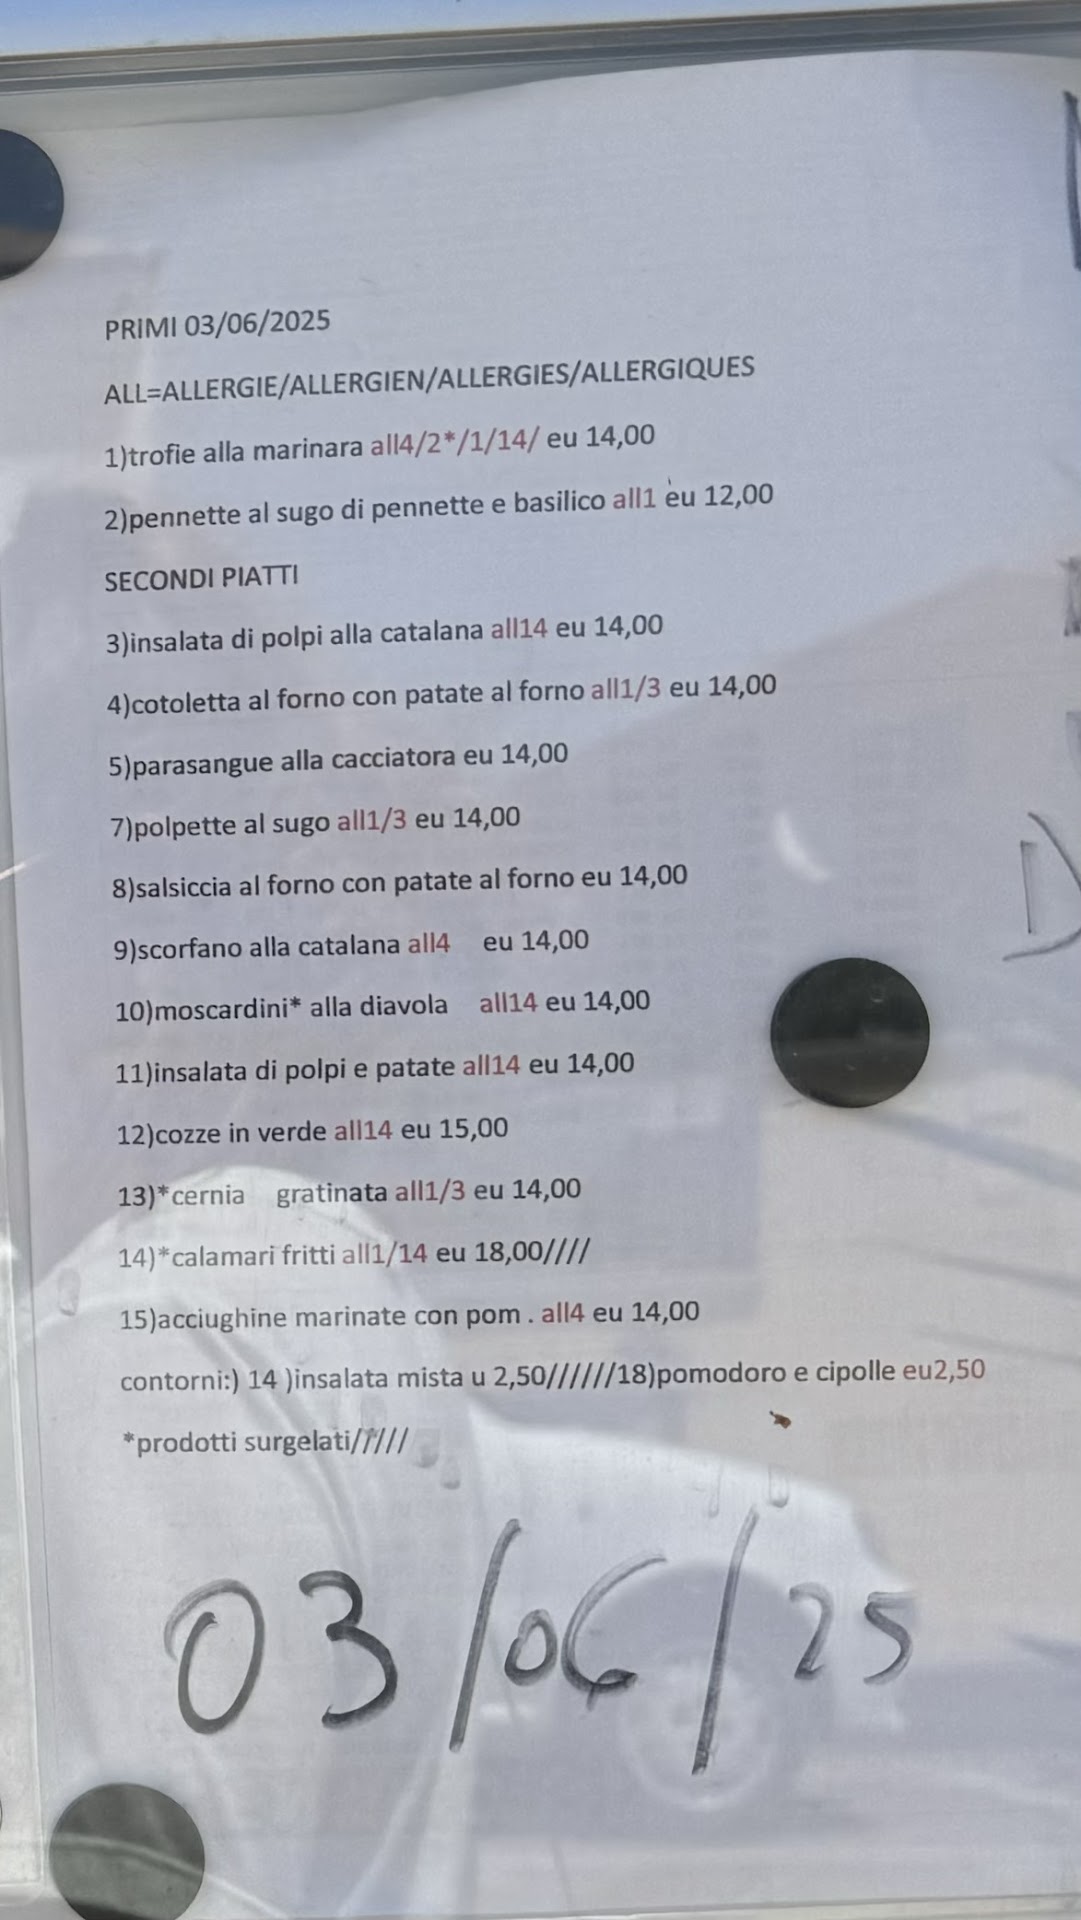 PRIMI 03/06/2025
ALL=ALLERGIE/ALLERGIEN/ALLERGIES/ALLERGIQUES
1)trofie alla marinara all4/2*/1/14/ eu 14,00
2)pennette al sugo di pennette e basilico all1 eu 12,00
SECONDI PIATTI
3)insalata di polpi alla catalana all14 eu 14,00
4)cotoletta al forno con patate al forno all1/3 eu 14,00
5)parasangue alla cacciatora eu 14,00
7)polpette al sugo all1/3 eu 14,00
8)salsiccia al forno con patate al forno eu 14,00
9)scorfano alla catalana all4 eu 14,00
10)moscardini* alla diavola all14 eu 14,00
11)insalata di polpi e patate all14 eu 14,00
12)cozze in verde all14 eu 15,00
13)*cernia gratinata all1/3 eu 14,00
14)*calamari fritti all1/14 eu 18,00////
15)acciughine marinate con pom . all4 eu 14,00
contorni:) 14 )insalata mista u 2,50//////18)pomodoro e cipolle eu2,50
*prodotti surgelati/////
03/06/25